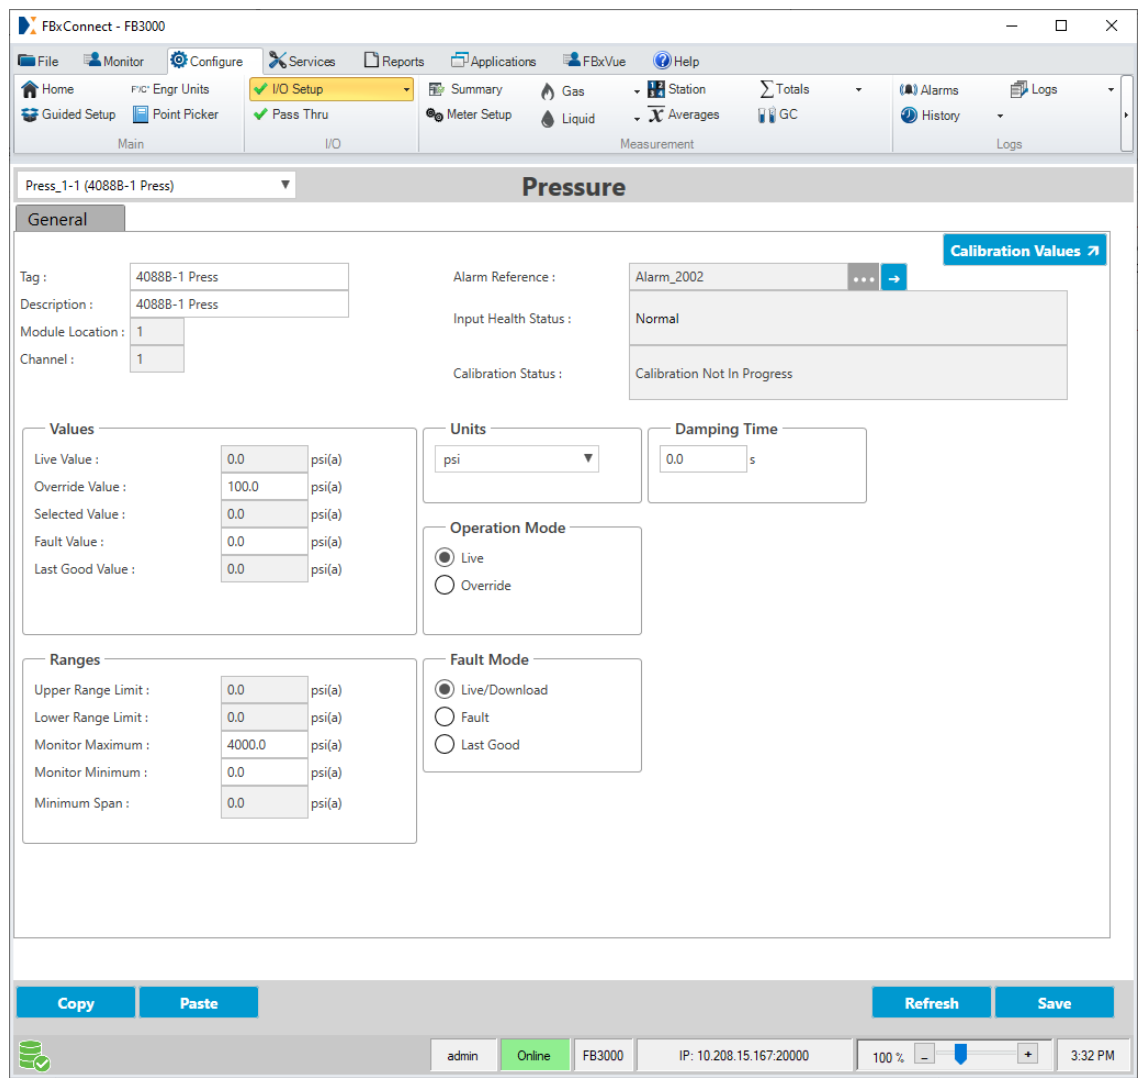 FBxConnect - FB3000
File Monitor Configure Services Reports Applications FBxVue Help
Home Engr Units I/O Setup Summary Gas Station Totals Alarms Logs
Guided Setup Point Picker Pass Thru Meter Setup Liquid Averages GC History
Main I/O Measurement Logs
Press_1-1 (4088B-1 Press) Pressure
General
Calibration Values
Tag : 4088B-1 Press Alarm Reference : Alarm_2002
Description : 4088B-1 Press
Input Health Status : Normal
Module Location : 1
Channel : 1
Calibration Status : Calibration Not In Progress
Values Units Damping Time
Live Value : 0.0 psi(a) psi 0.0 s
Override Value : 100.0 psi(a)
Selected Value : 0.0 psi(a)
Operation Mode
Fault Value : 0.0 psi(a)
Live
Last Good Value : 0.0 psi(a)
Override
Ranges Fault Mode
Upper Range Limit : 0.0 psi(a) Live/Download
Lower Range Limit : 0.0 psi(a) Fault
Monitor Maximum : 4000.0 psi(a) Last Good
Monitor Minimum : 0.0 psi(a)
Minimum Span : 0.0 psi(a)
Copy Paste Refresh Save
admin Online FB3000 IP: 10.208.15.167:20000 100 % - + 3:32 PM